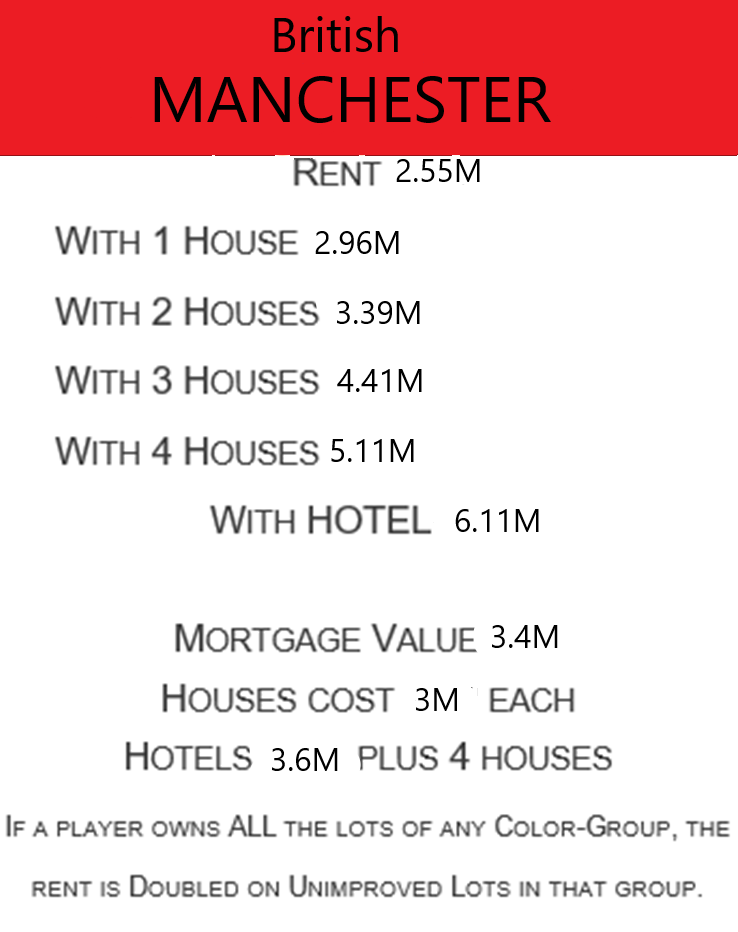 British
MANCHESTER
RENT 2.55M
WITH 1 HOUSE 2.96M
WITH 2 HOUSES 3.39M
WITH 3 HOUSES 4.41M
WITH 4 HOUSES 5.11M
WITH HOTEL 6.11M
MORTGAGE VALUE 3.4M
HOUSES COST 3M EACH
HOTELS 3.6M PLUS 4 HOUSES
IF A PLAYER OWNS ALL THE LOTS OF ANY COLOR-GROUP, THE
RENT IS DOUBLED ON UNIMPROVED LOTS IN THAT GROUP.